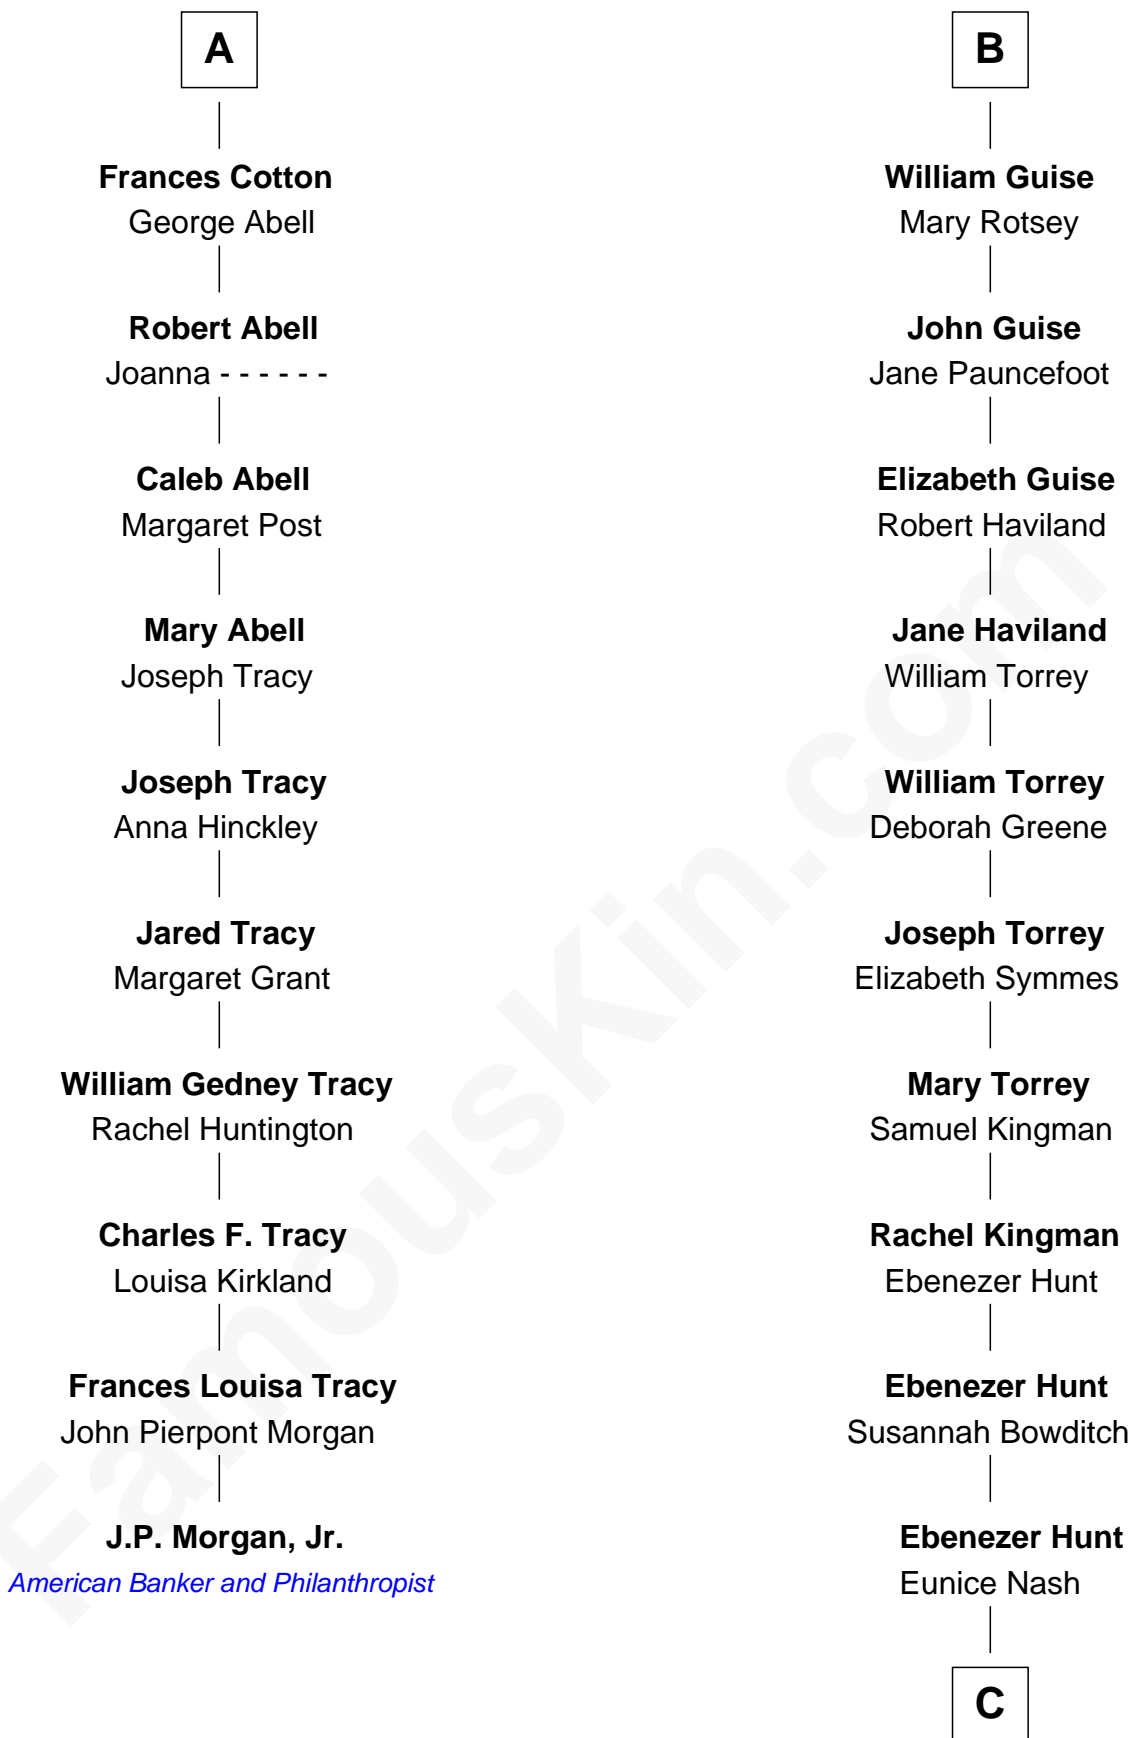 A
Frances Cotton
George Abell
Robert Abell
Joanna - - - - - -
Caleb Abell
Margaret Post
Mary Abell
Joseph Tracy
Joseph Tracy
Anna Hinckley
Jared Tracy
Margaret Grant
William Gedney Tracy
Rachel Huntington
Charles F. Tracy
Louisa Kirkland
Frances Louisa Tracy
John Pierpont Morgan
J.P. Morgan, Jr.
American Banker and Philanthropist
B
William Guise
Mary Rotsey
John Guise
Jane Pauncefoot
Elizabeth Guise
Robert Haviland
Jane Haviland
William Torrey
William Torrey
Deborah Greene
Joseph Torrey
Elizabeth Symmes
Mary Torrey
Samuel Kingman
Rachel Kingman
Ebenezer Hunt
Ebenezer Hunt
Susannah Bowditch
Ebenezer Hunt
Eunice Nash
C
FamousKin.com